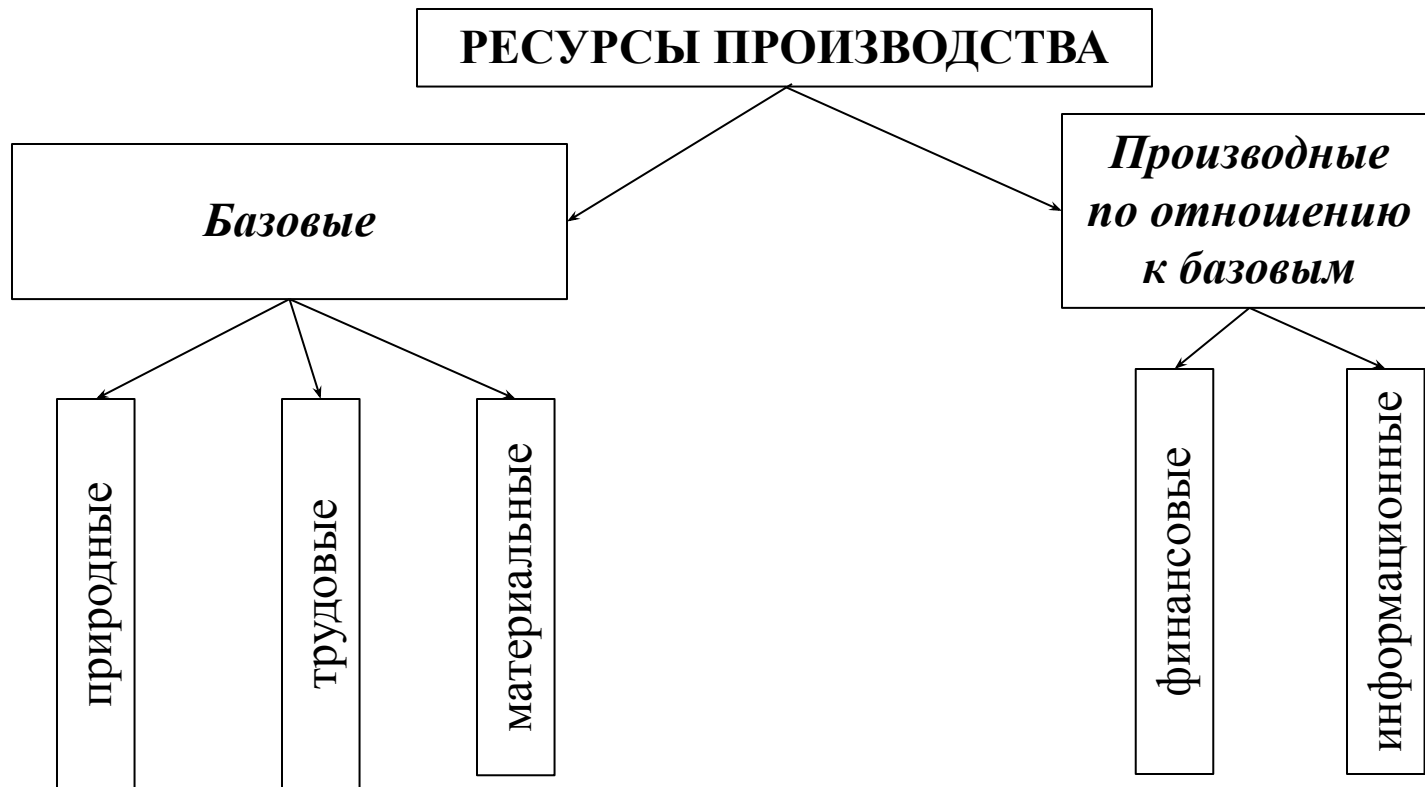 РЕСУРСЫ ПРОИЗВОДСТВА
Базовые
Производные
по отношению
к базовым
природные
трудовые
материальные
финансовые
информационные